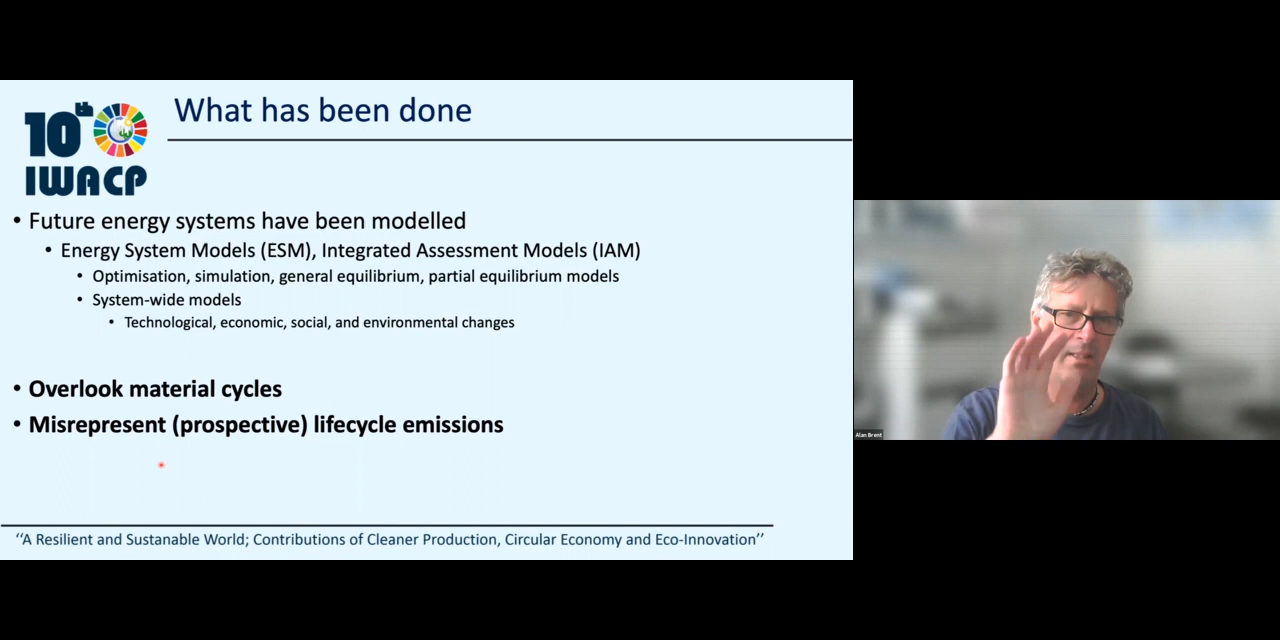 10th
IWACP
What has been done
• Future energy systems have been modelled
• Energy System Models (ESM), Integrated Assessment Models (IAM)
• Optimisation, simulation, general equilibrium, partial equilibrium models
• System-wide models
• Technological, economic, social, and environmental changes
• Overlook material cycles
• Misrepresent (prospective) lifecycle emissions
‘‘A Resilient and Sustanable World; Contributions of Cleaner Production, Circular Economy and Eco-Innovation’’
Alan Brent